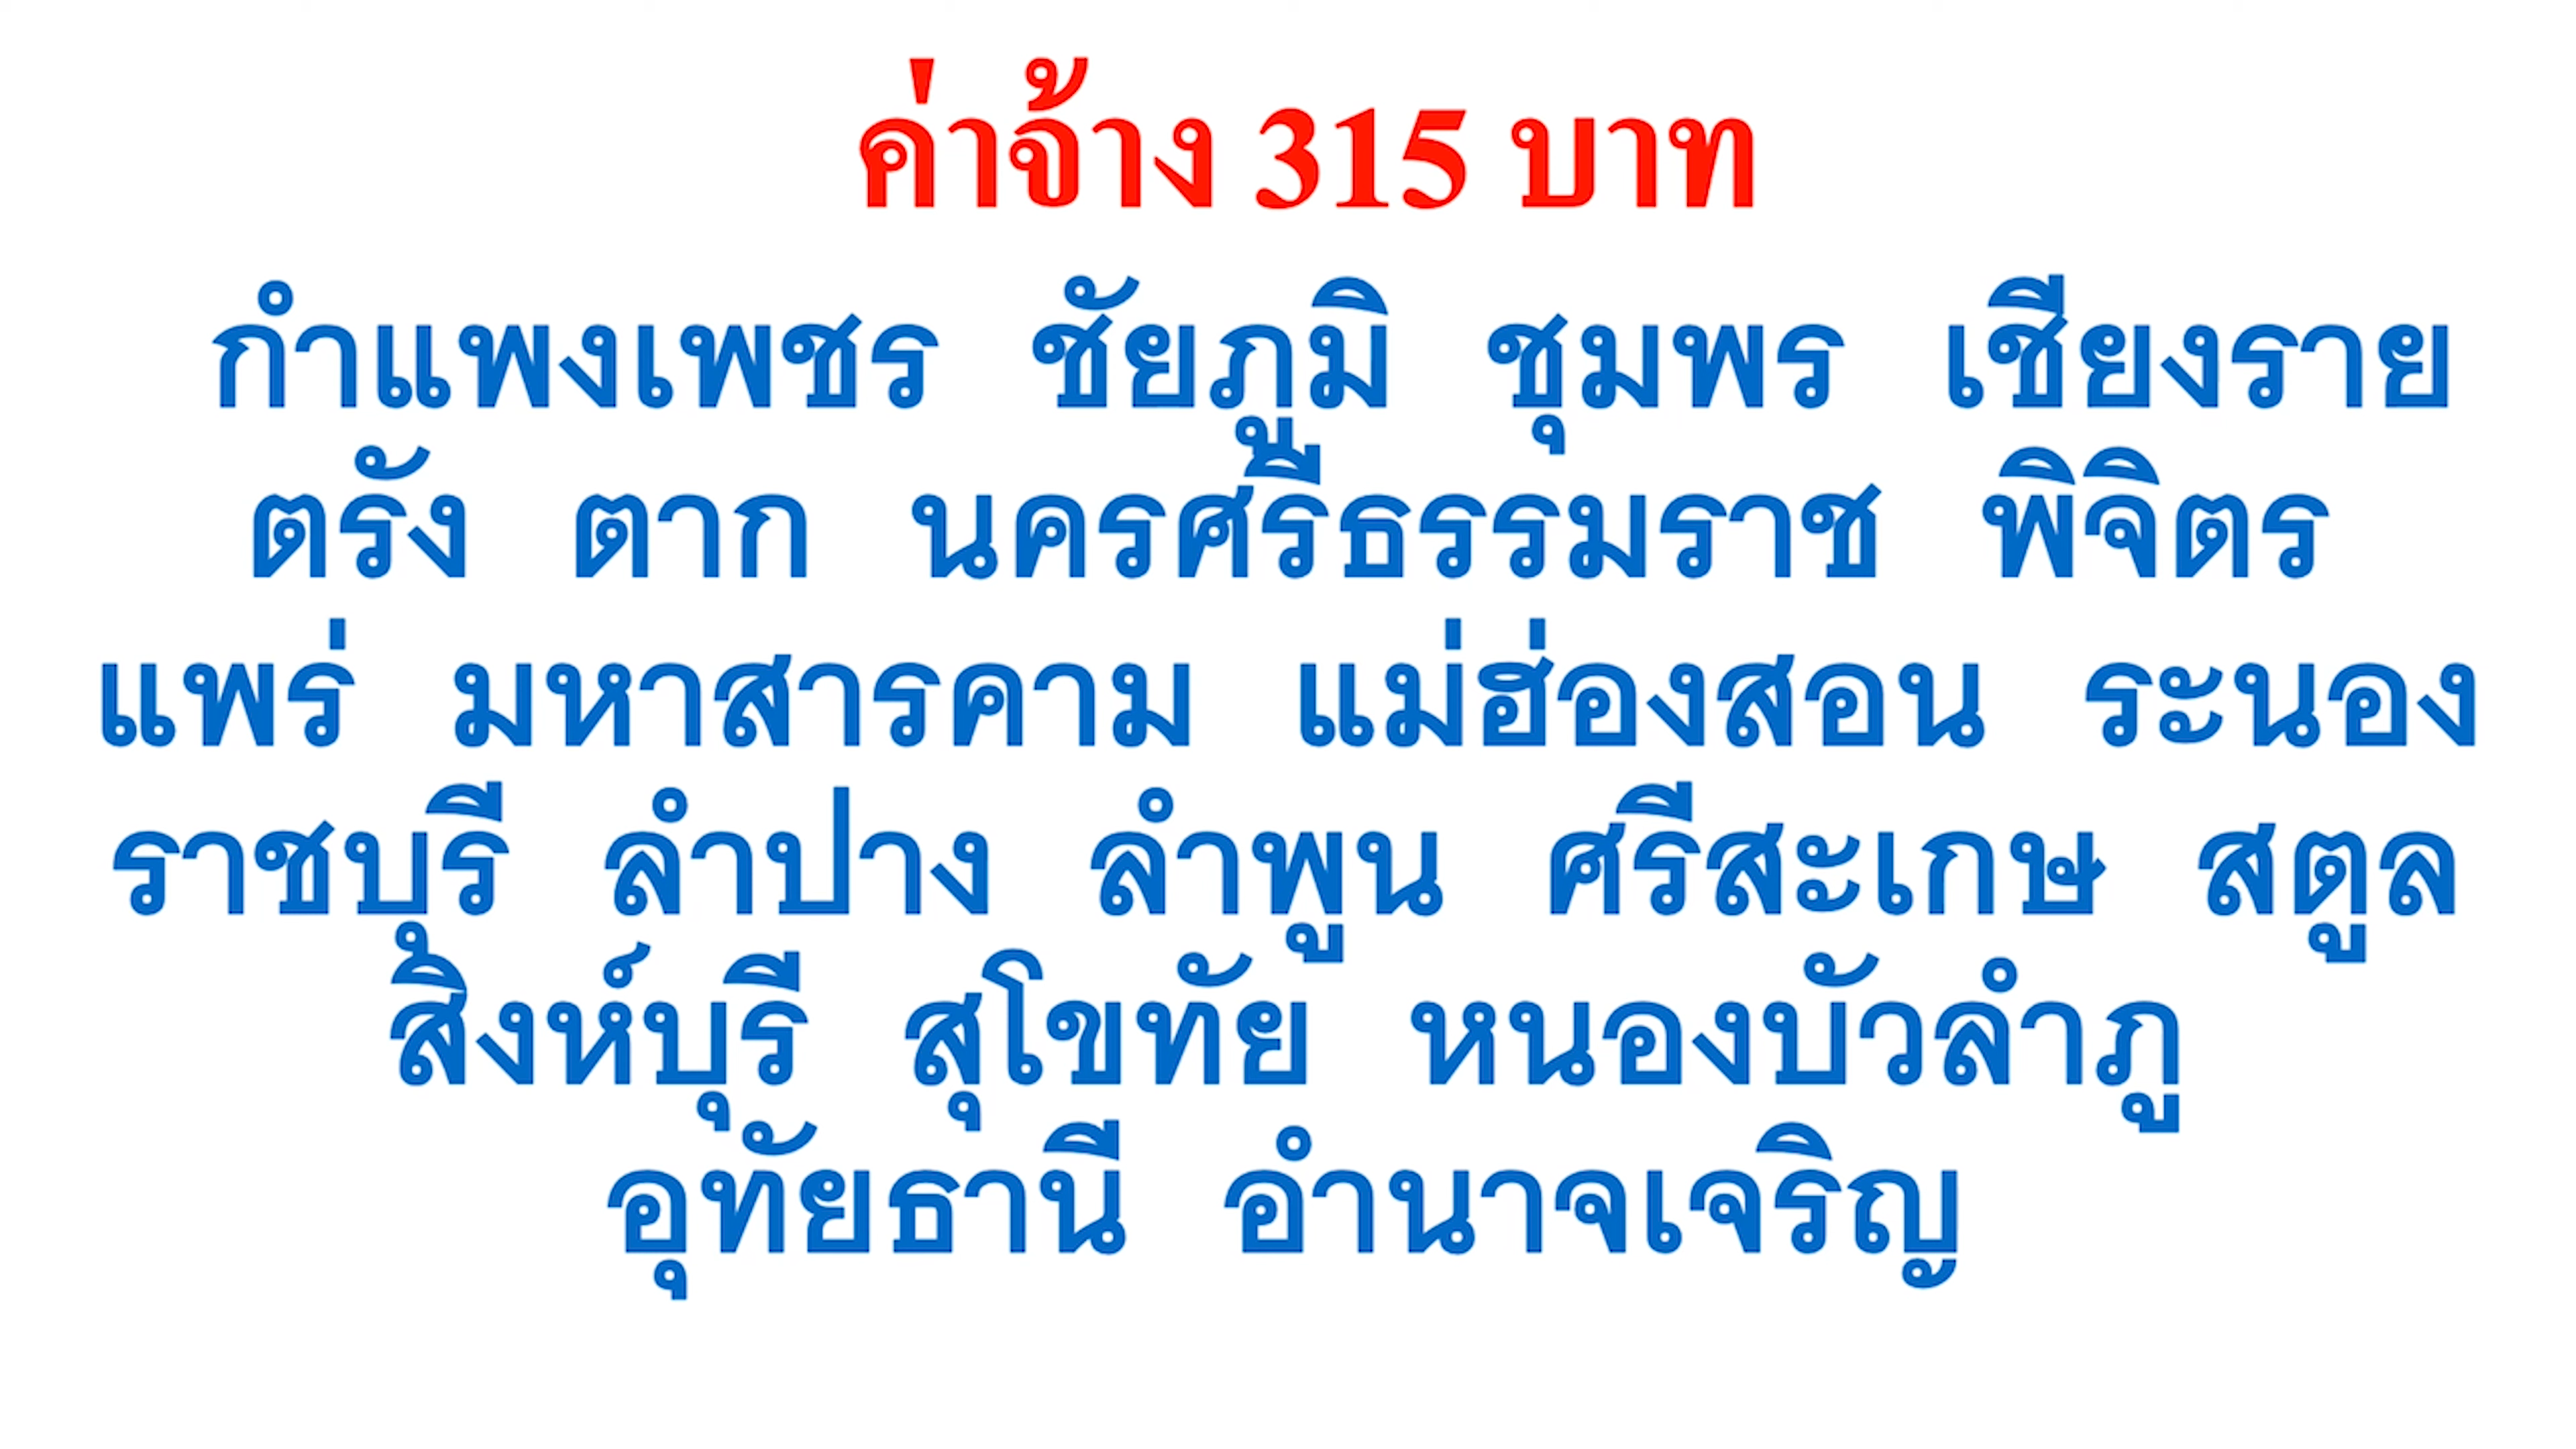 ค่าจ้าง 315 บาท
กำแพงเพชร ชัยภูมิ ชุมพร เชียงราย
ตรัง ตาก นครศรีธรรมราช พิจิตร
แพร่ มหาสารคาม แม่ฮ่องสอน ระนอง
ราชบุรี ลำปาง ลำพูน ศรีสะเกษ สตูล
สิงห์บุรี สุโขทัย หนองบัวลำภู
อุทัยธานี อำนาจเจริญ